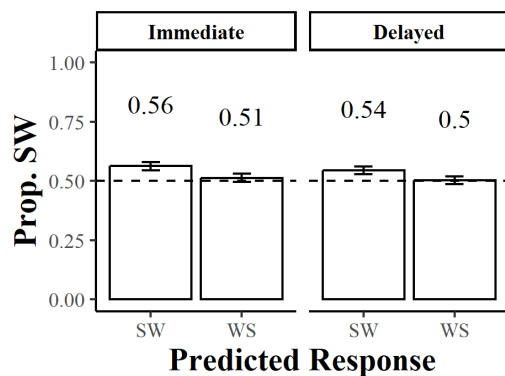 Immediate Delayed
Prop. SW
1.00
0.75
0.50
0.25
0.00
0.56 0.51 0.54 0.5
SW WS SW WS
Predicted Response